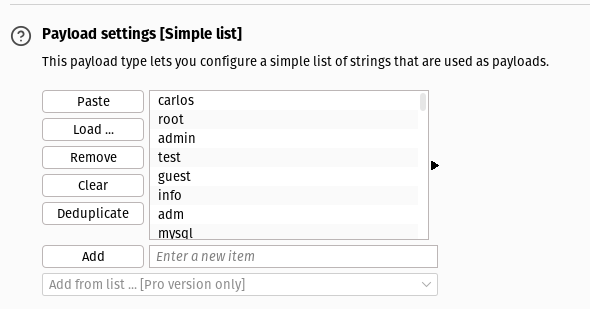 Payload settings [Simple list]
This payload type lets you configure a simple list of strings that are used as payloads.
Paste
Load ...
Remove
Clear
Deduplicate
carlos
root
admin
test
guest
info
adm
mysql
Add
Enter a new item
Add from list ... [Pro version only]